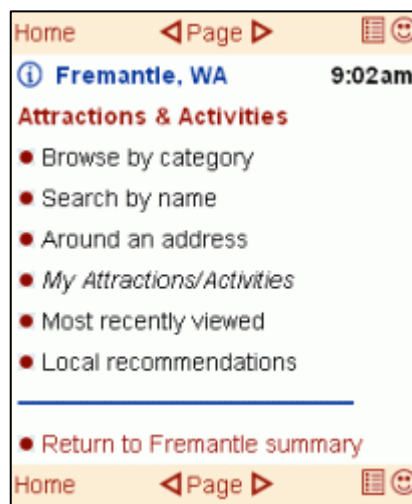 Home Page
Fremantle, WA 9:02am
Attractions & Activities
Browse by category
Search by name
Around an address
My Attractions/Activities
Most recently viewed
Local recommendations
Return to Fremantle summary
Home Page